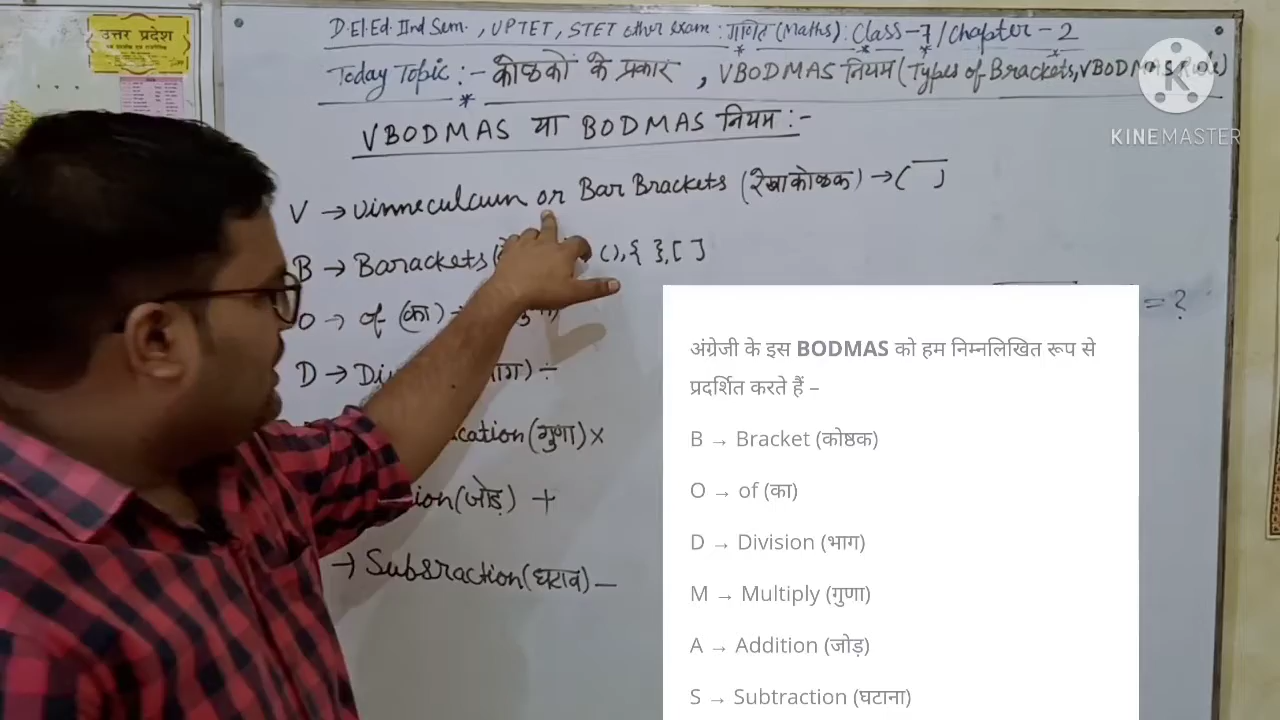 उत्तर प्रदेश
D.El.Ed. IInd Sem., UPTET, STET other exam: गणित (Maths): Class-7/Chapter-2
Today Topic:- कोष्ठकों के प्रकार, VBODMAS नियम (Types of Brackets, VBODMAS Rule)
KINEMASTER
VBODMAS या BODMAS नियम:-
V → Vinneculcum or Bar Brackets (रेखाकोष्ठक) → ( ‾ )
B → Barackets ( ), { }, [ ]
O → of (का)
D → ÷
(गुणा) ×
(जोड़) +
→ Subsraction (घटाव) —
= ?
अंग्रेजी के इस BODMAS को हम निम्नलिखित रूप से
प्रदर्शित करते हैं –
B → Bracket (कोष्ठक)
O → of (का)
D → Division (भाग)
M → Multiply (गुणा)
A → Addition (जोड़)
S → Subtraction (घटाना)